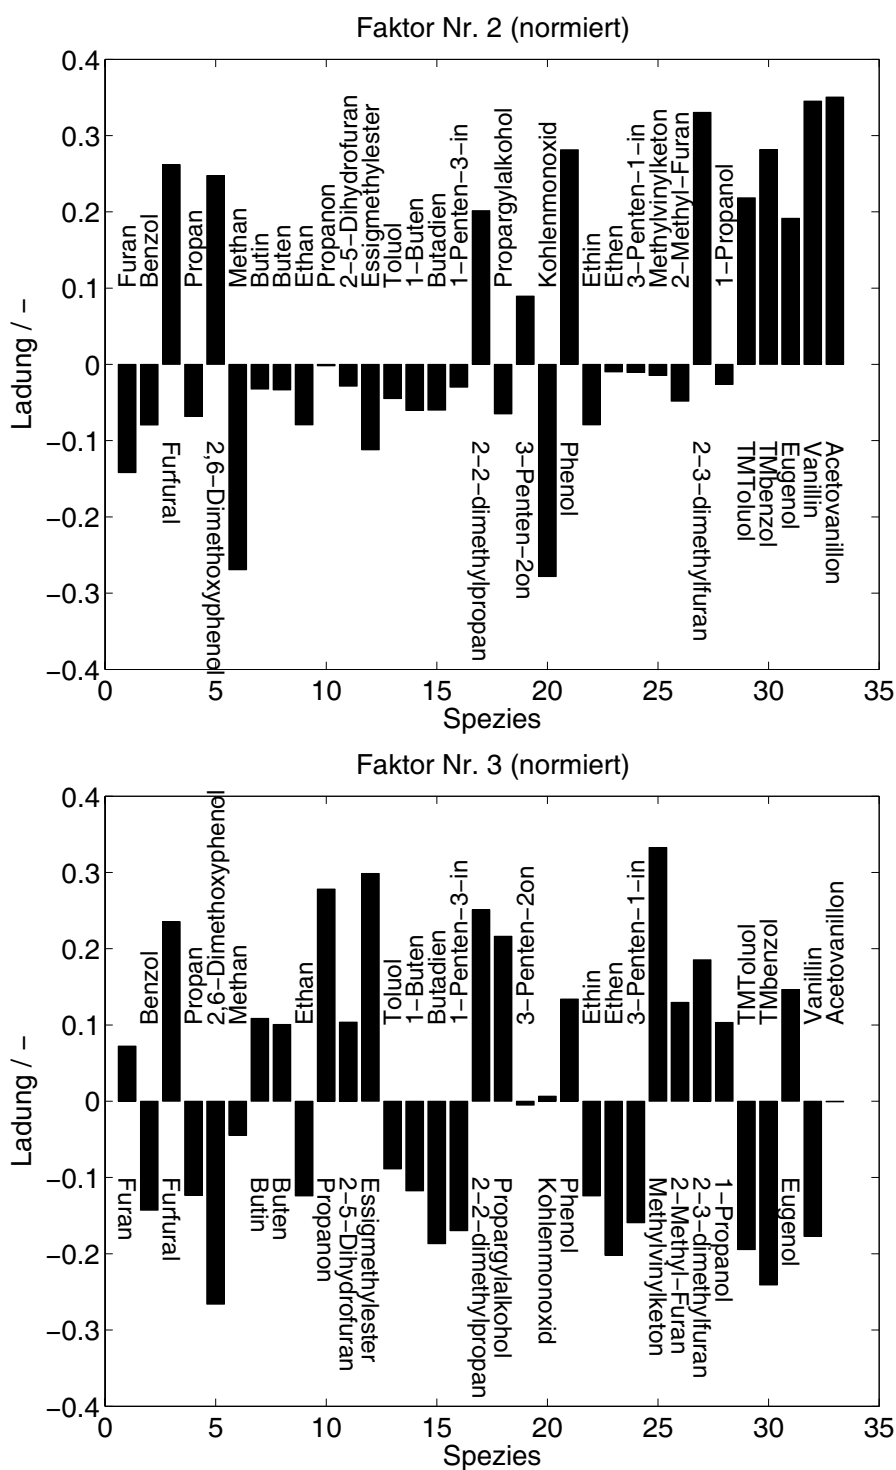 Faktor Nr. 2 (normiert)
Ladung / −
0.4
0.3
0.2
0.1
0
−0.1
−0.2
−0.3
−0.4
Furan
Benzol
Furfural
Propan
2,6−Dimethoxyphenol
Methan
Butin
Buten
Ethan
Propanon
2−5−Dihydrofuran
Essigmethylester
Toluol
1−Buten
Butadien
1−Penten−3−in
2−2−dimethylpropan
Propargylalkohol
3−Penten−2on
Kohlenmonoxid
Phenol
Ethin
Ethen
3−Penten−1−in
Methylvinylketon
2−Methyl−Furan
2−3−dimethylfuran
1−Propanol
TMToluol
TMbenzol
Eugenol
Vanillin
Acetovanillon
0 5 10 15 20 25 30 35
Spezies
Faktor Nr. 3 (normiert)
Ladung / −
0.4
0.3
0.2
0.1
0
−0.1
−0.2
−0.3
−0.4
Furan
Benzol
Furfural
Propan
2,6−Dimethoxyphenol
Methan
Butin
Buten
Ethan
Propanon
2−5−Dihydrofuran
Essigmethylester
Toluol
1−Buten
Butadien
1−Penten−3−in
2−2−dimethylpropan
Propargylalkohol
3−Penten−2on
Kohlenmonoxid
Phenol
Ethin
Ethen
3−Penten−1−in
Methylvinylketon
2−Methyl−Furan
2−3−dimethylfuran
1−Propanol
TMToluol
TMbenzol
Eugenol
Vanillin
Acetovanillon
0 5 10 15 20 25 30 35
Spezies